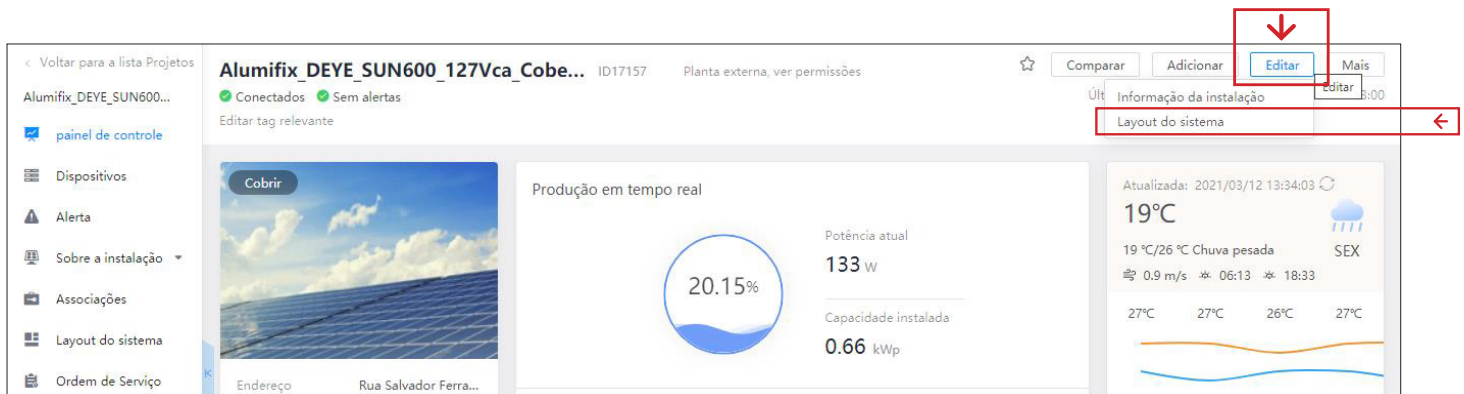 Voltar para a lista Projetos
Alumifix_DEYE_SUN600...
painel de controle
Dispositivos
Alerta
Sobre a instalação
Associações
Layout do sistema
Ordem de Serviço
Alumifix_DEYE_SUN600_127Vca_Cobe... ID17157 Planta externa, ver permissões
Conectados Sem alertas
Editar tag relevante
Comparar Adicionar Editar Mais
Últ
Editar
3:00
Informação da instalação
Layout do sistema
Cobrir
Endereço Rua Salvador Ferra...
Produção em tempo real
20.15%
Potência atual
133 W
Capacidade instalada
0.66 kWp
Atualizada: 2021/03/12 13:34:03
19℃
19 ℃/26 ℃ Chuva pesada SEX
0.9 m/s 06:13 18:33
27℃ 27℃ 26℃ 27℃